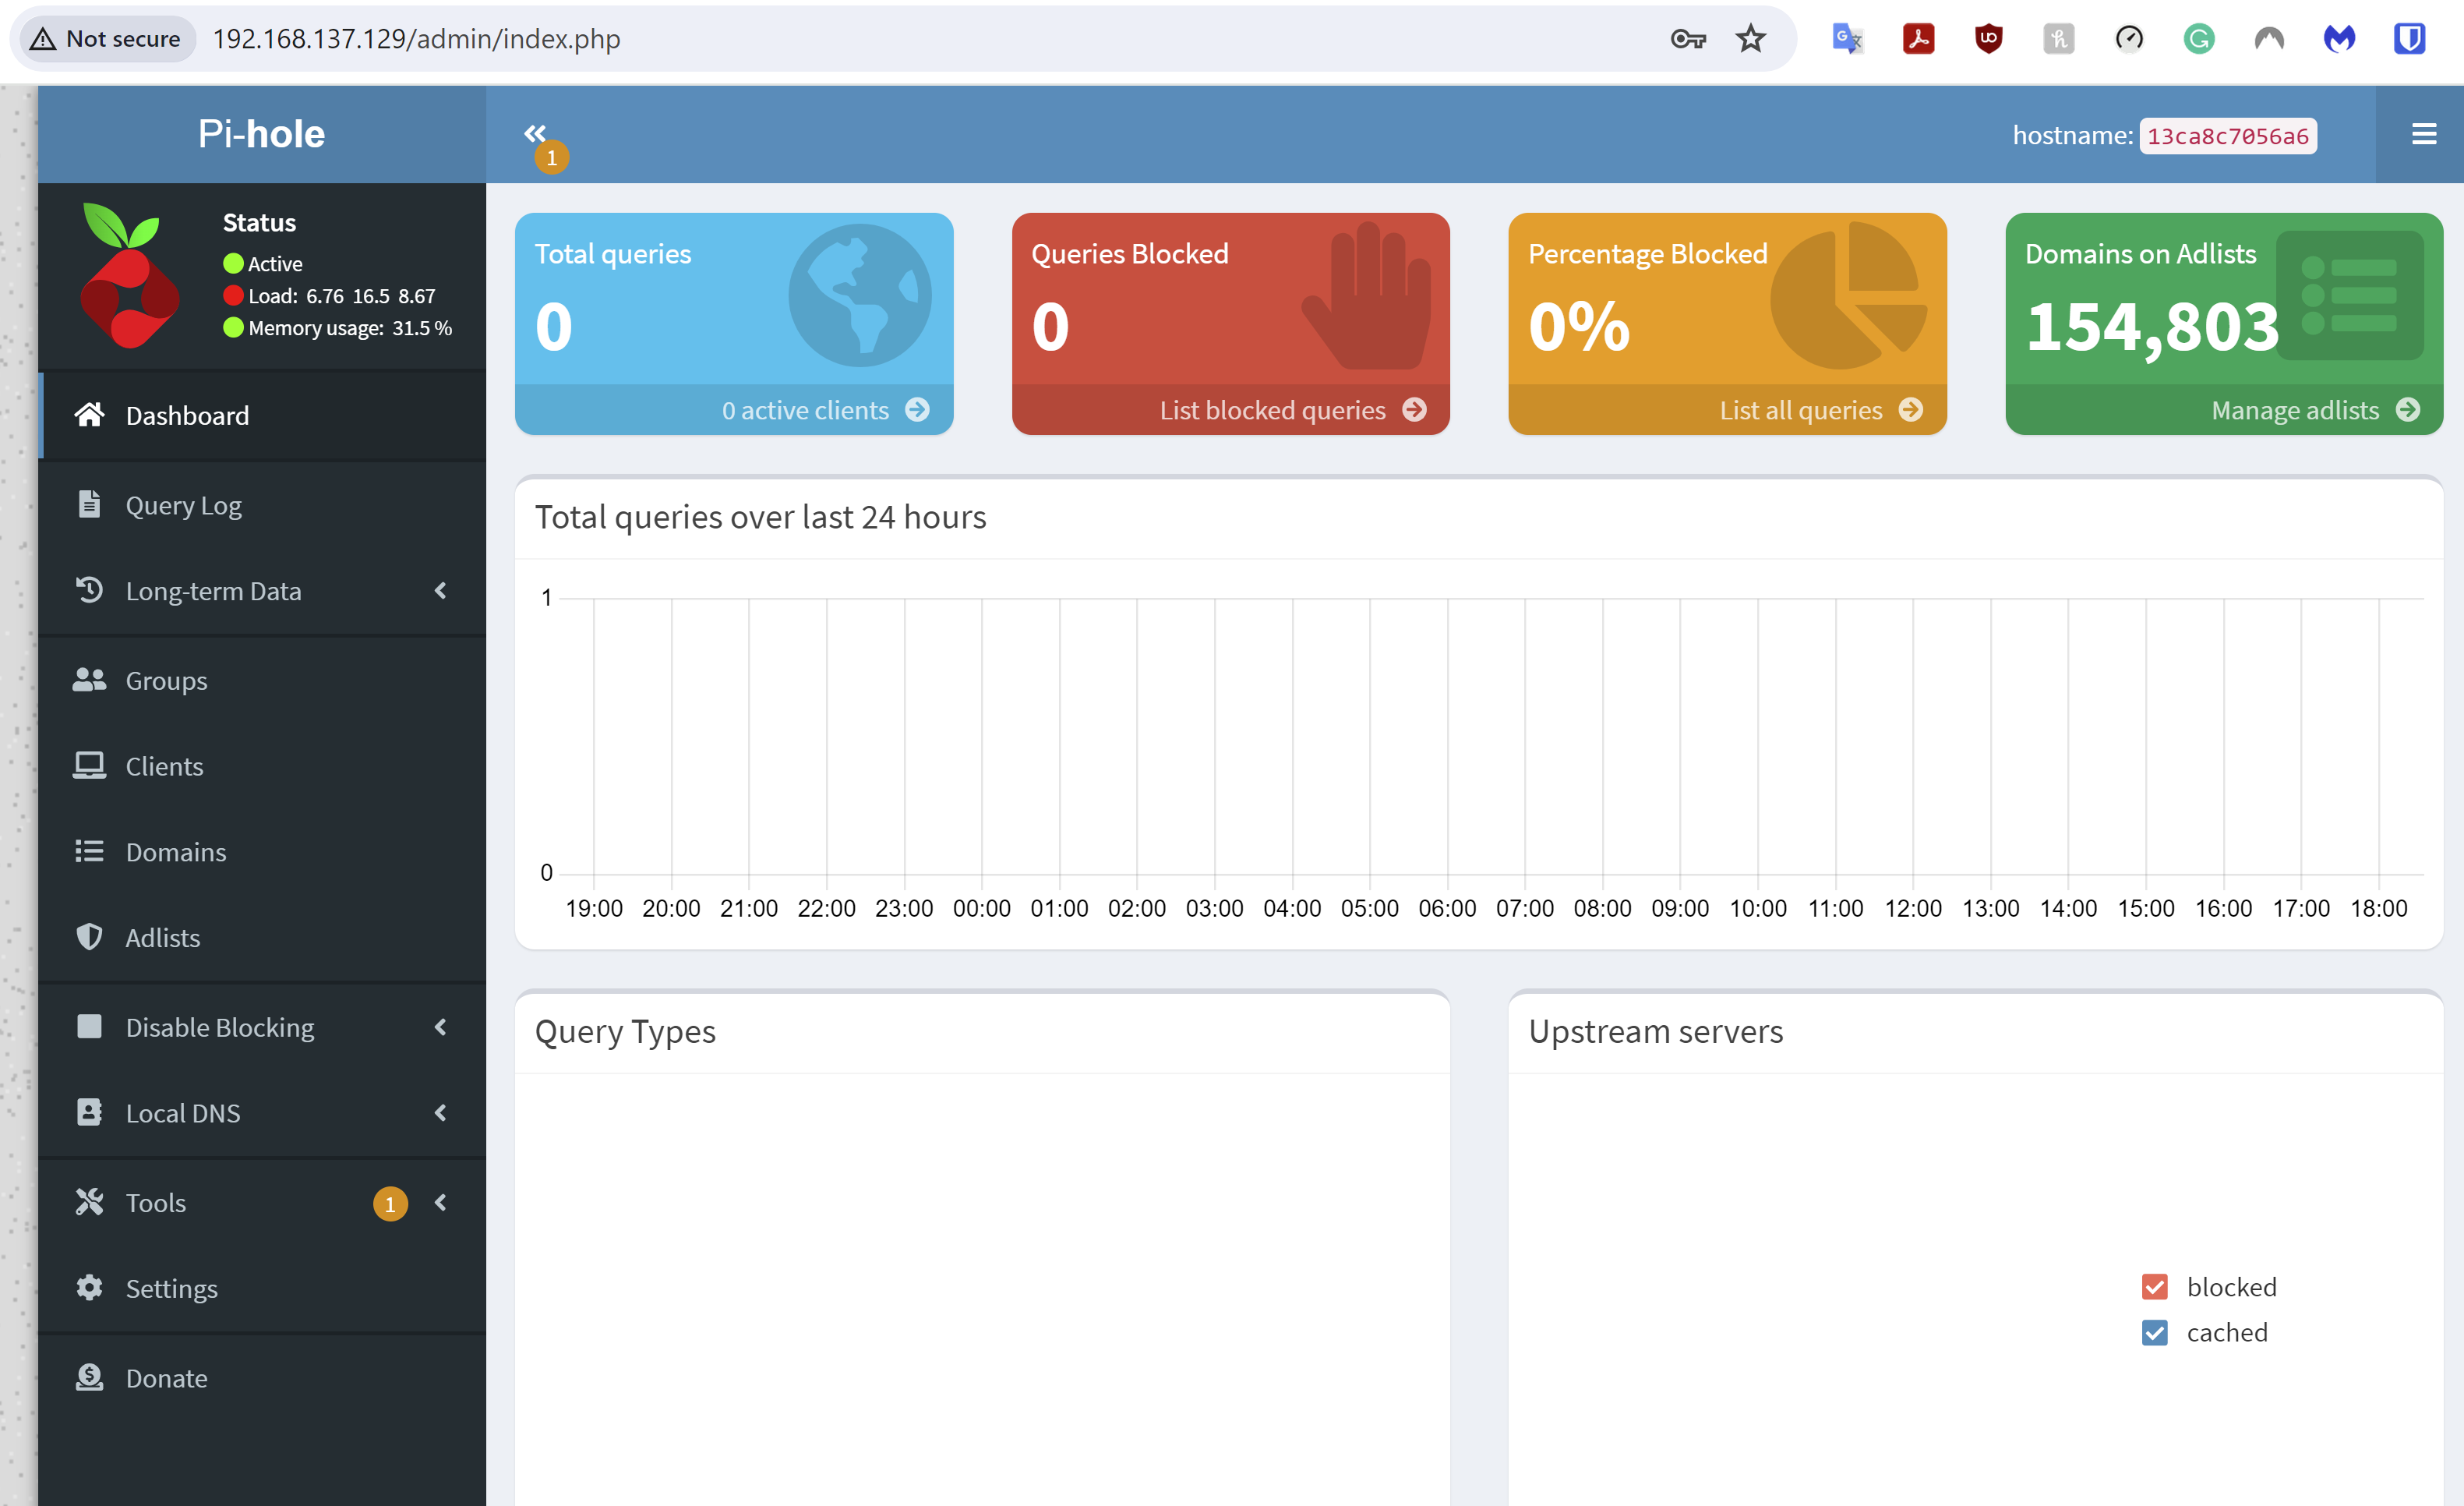 Not secure 192.168.137.129/admin/index.php
Pi-hole
1
hostname: 13ca8c7056a6
Status
Active
Load: 6.76 16.5 8.67
Memory usage: 31.5 %
Dashboard
Query Log
Long-term Data
Groups
Clients
Domains
Adlists
Disable Blocking
Local DNS
Tools 1
Settings
Donate
Total queries
0
0 active clients
Queries Blocked
0
List blocked queries
Percentage Blocked
0%
List all queries
Domains on Adlists
154,803
Manage adlists
Total queries over last 24 hours
1
0
19:00 20:00 21:00 22:00 23:00 00:00 01:00 02:00 03:00 04:00 05:00 06:00 07:00 08:00 09:00 10:00 11:00 12:00 13:00 14:00 15:00 16:00 17:00 18:00
Query Types
Upstream servers
blocked
cached